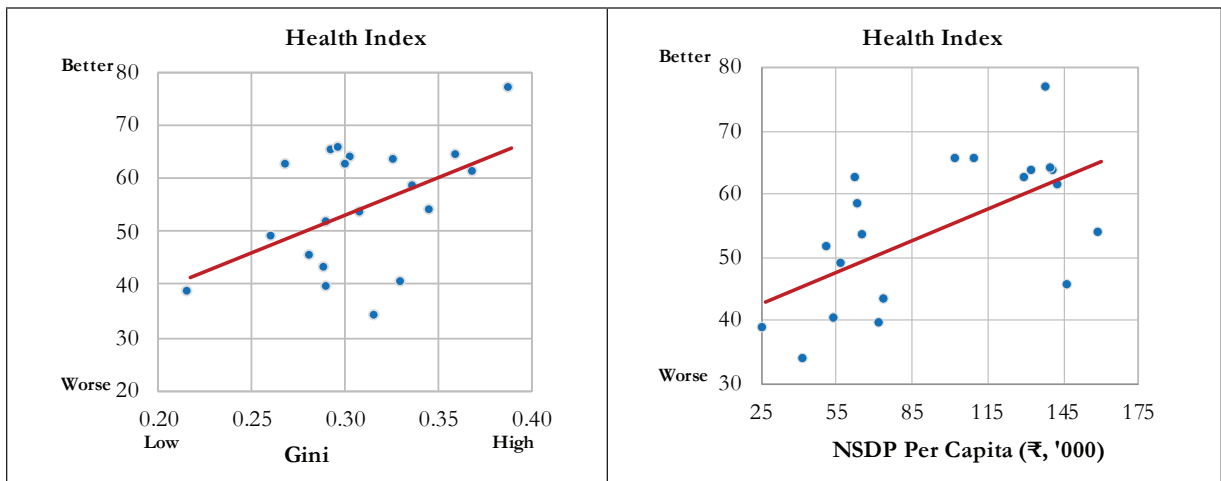 Health Index
Better
80
70
60
50
40
30
Worse
20
0.20 0.25 0.30 0.35 0.40
Low High
Gini
Health Index
Better
80
70
60
50
40
Worse
30
25 55 85 115 145 175
NSDP Per Capita (₹, '000)